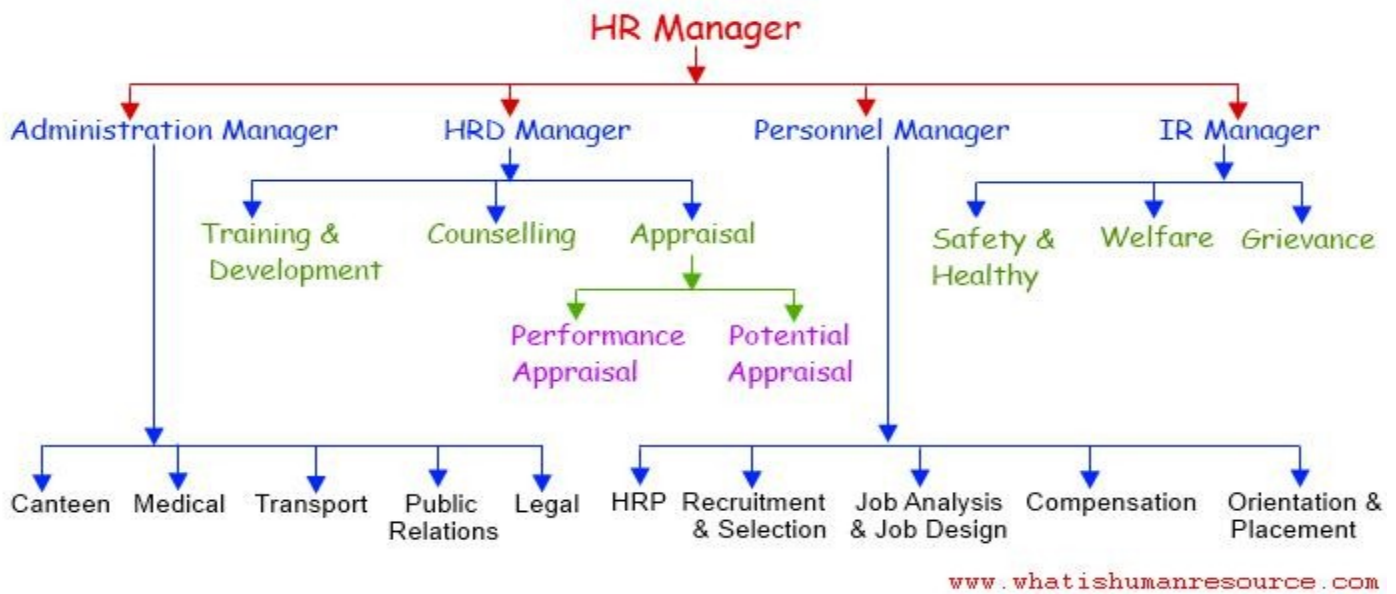 HR Manager
Administration Manager
HRD Manager
Personnel Manager
IR Manager
Training &
Development
Counselling
Appraisal
Safety &
Healthy
Welfare
Grievance
Performance
Appraisal
Potential
Appraisal
Canteen
Medical
Transport
Public
Relations
Legal
HRP
Recruitment
& Selection
Job Analysis
& Job Design
Compensation
Orientation &
Placement
www.whatishumanresource.com